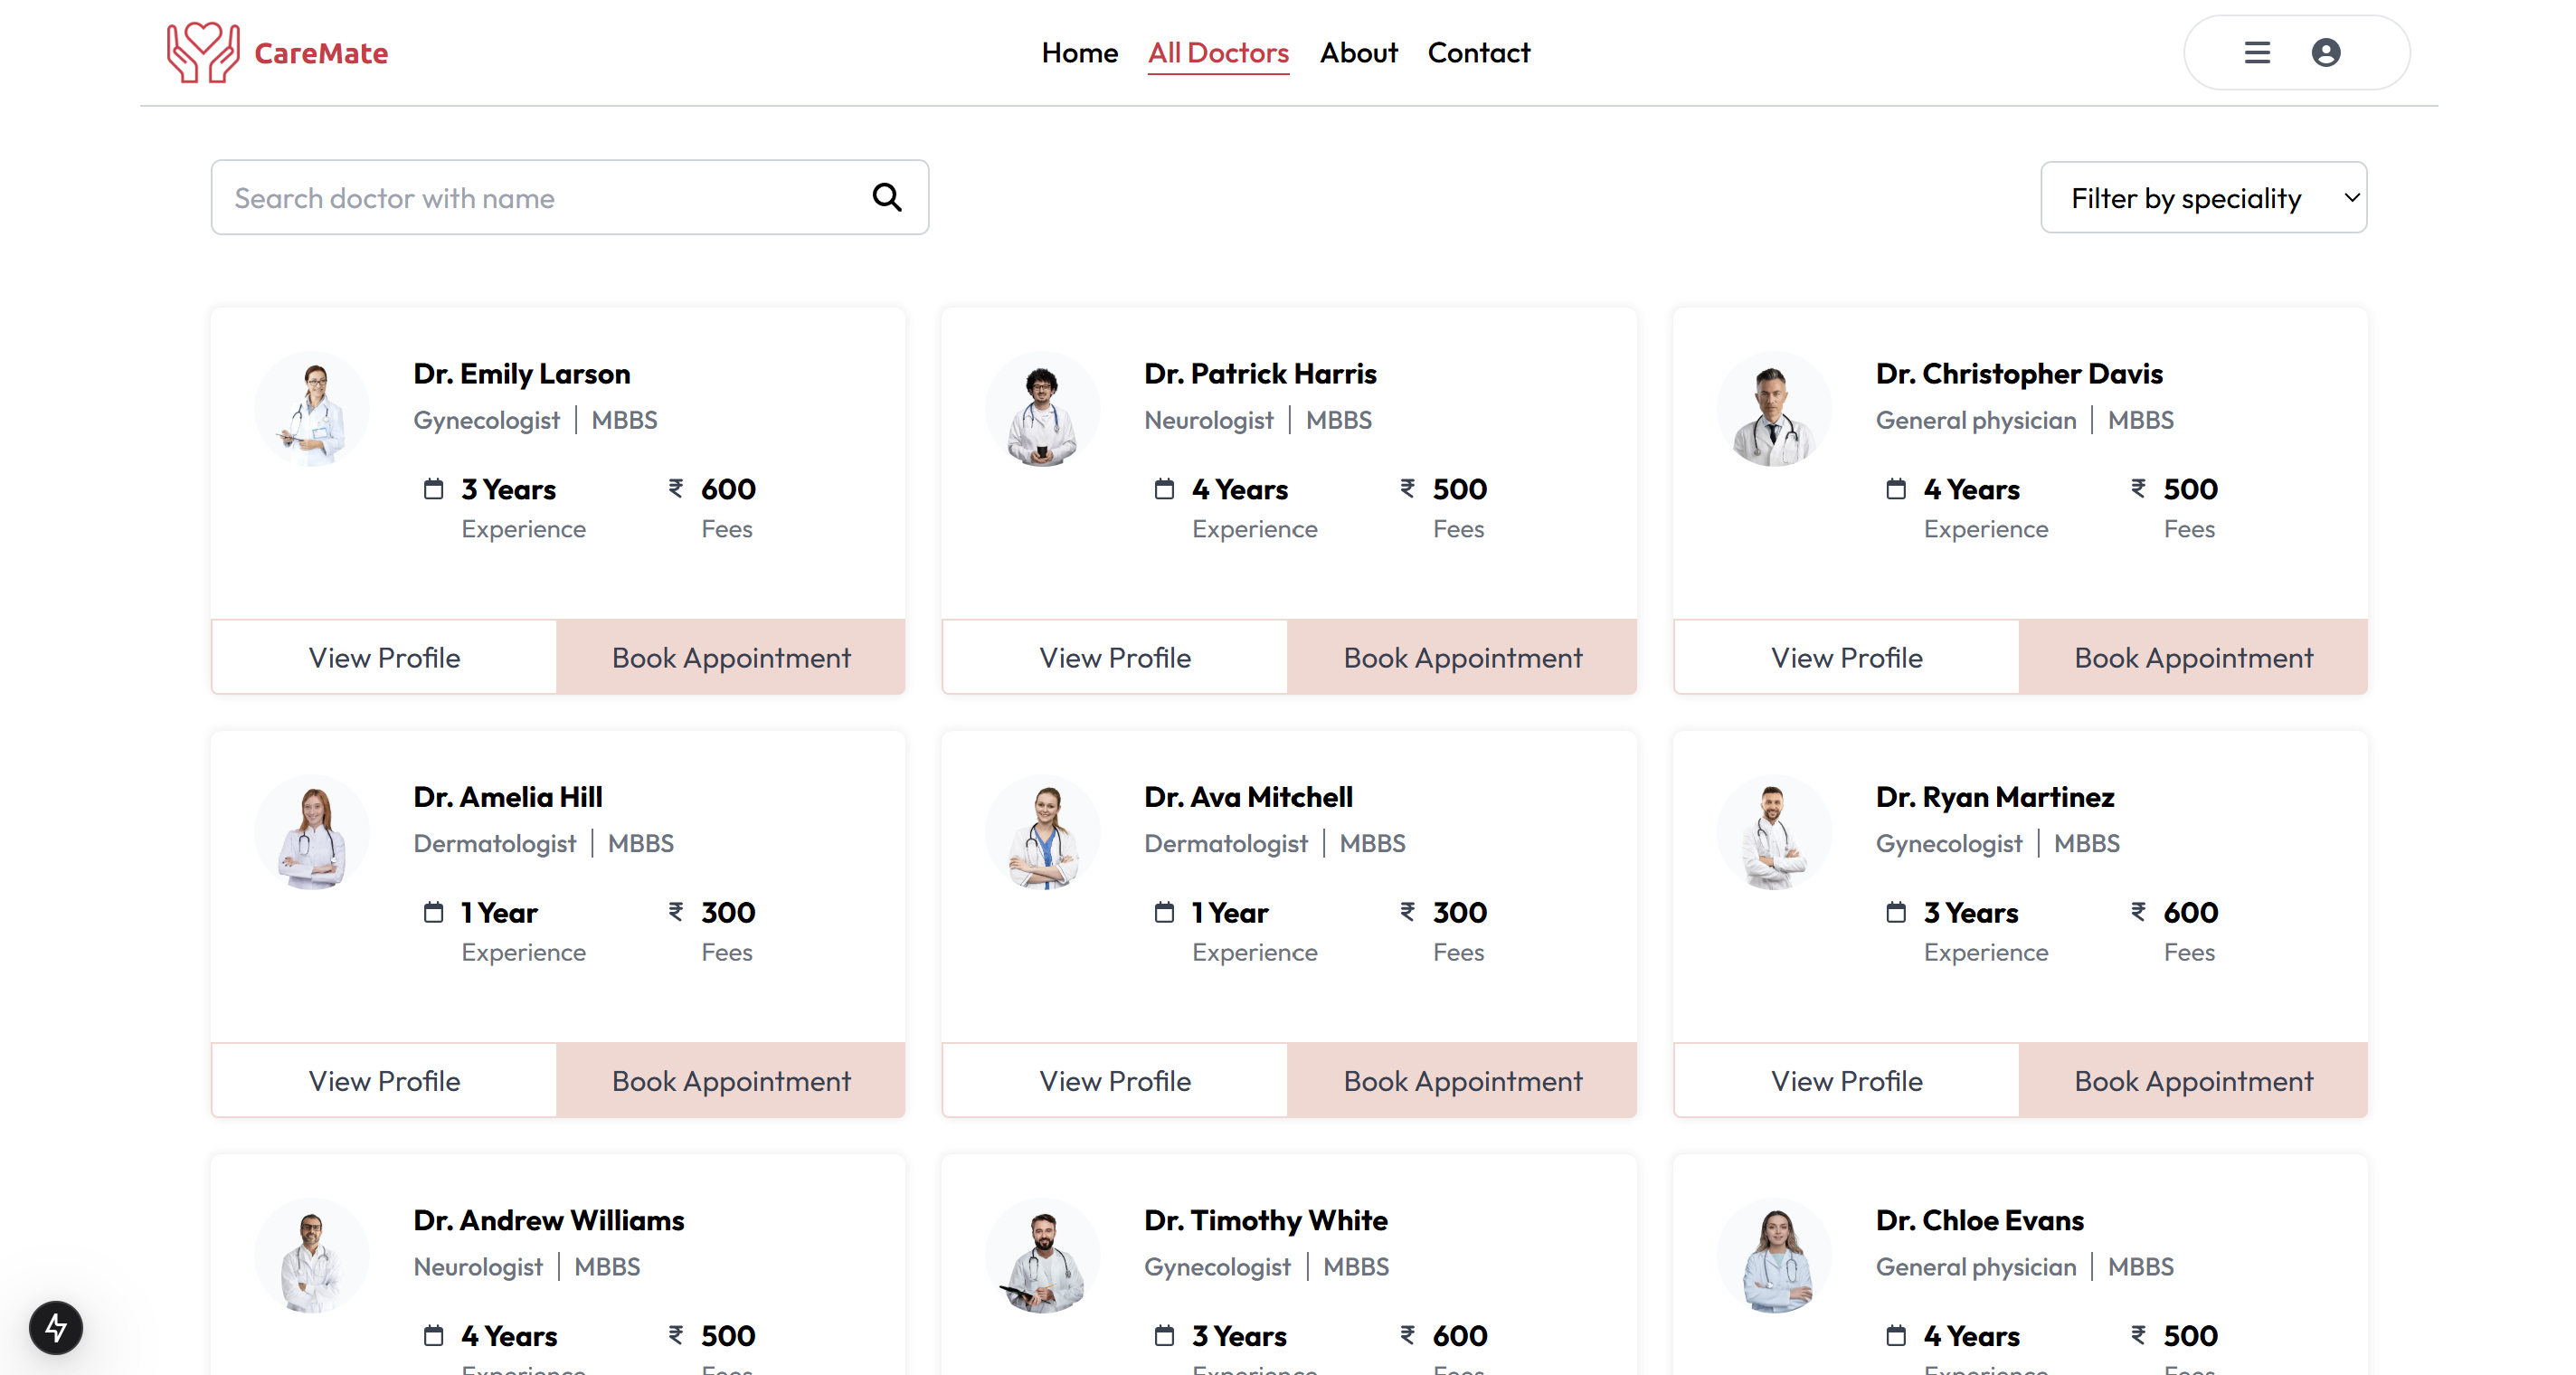 CareMate
Home All Doctors About Contact
Search doctor with name
Filter by speciality
Dr. Emily Larson
Gynecologist | MBBS
3 Years ₹ 600
Experience Fees
View Profile Book Appointment
Dr. Patrick Harris
Neurologist | MBBS
4 Years ₹ 500
Experience Fees
View Profile Book Appointment
Dr. Christopher Davis
General physician | MBBS
4 Years ₹ 500
Experience Fees
View Profile Book Appointment
Dr. Amelia Hill
Dermatologist | MBBS
1 Year ₹ 300
Experience Fees
View Profile Book Appointment
Dr. Ava Mitchell
Dermatologist | MBBS
1 Year ₹ 300
Experience Fees
View Profile Book Appointment
Dr. Ryan Martinez
Gynecologist | MBBS
3 Years ₹ 600
Experience Fees
View Profile Book Appointment
Dr. Andrew Williams
Neurologist | MBBS
4 Years ₹ 500
Experience Fees
Dr. Timothy White
Gynecologist | MBBS
3 Years ₹ 600
Experience Fees
Dr. Chloe Evans
General physician | MBBS
4 Years ₹ 500
Experience Fees